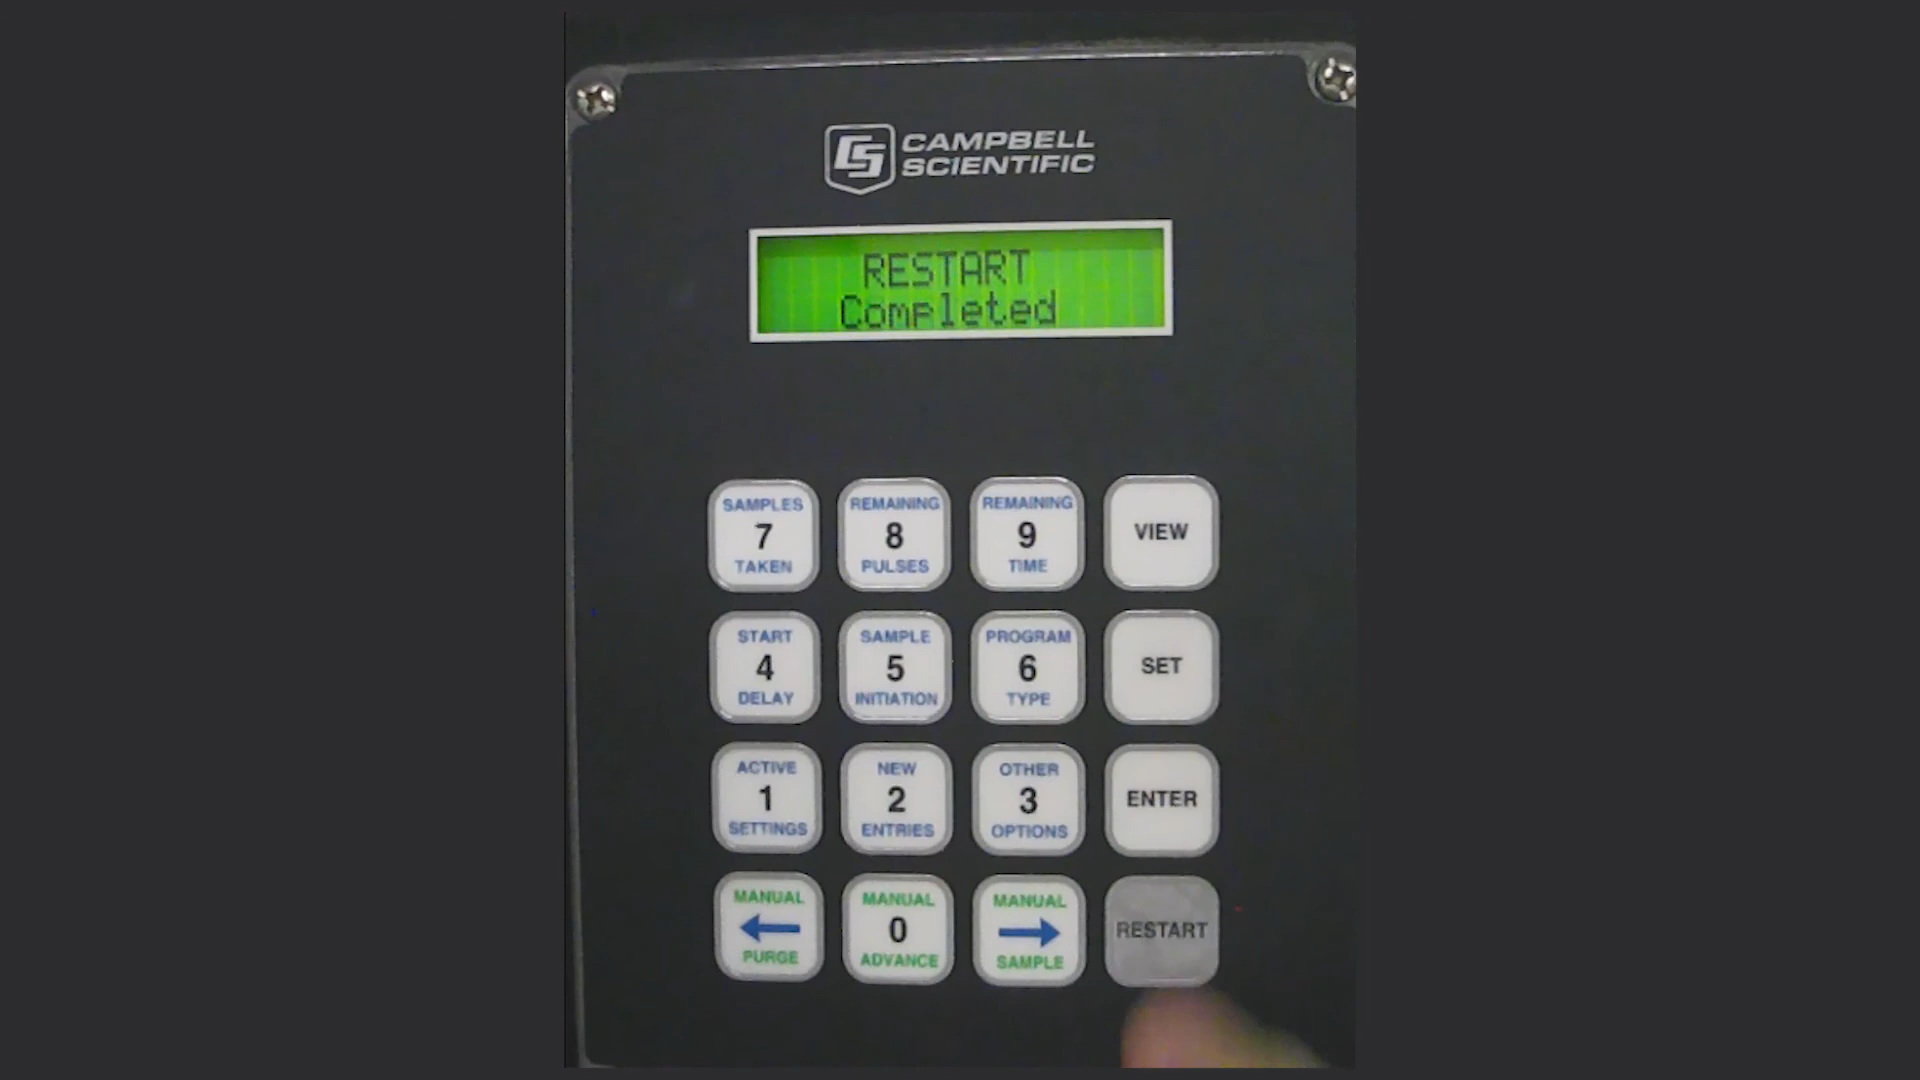 CS CAMPBELL
SCIENTIFIC
RESTART
Completed
SAMPLES
7
TAKEN
REMAINING
8
PULSES
REMAINING
9
TIME
VIEW
START
4
DELAY
SAMPLE
5
INITIATION
PROGRAM
6
TYPE
SET
ACTIVE
1
SETTINGS
NEW
2
ENTRIES
OTHER
3
OPTIONS
ENTER
MANUAL
PURGE
MANUAL
0
ADVANCE
MANUAL
SAMPLE
RESTART